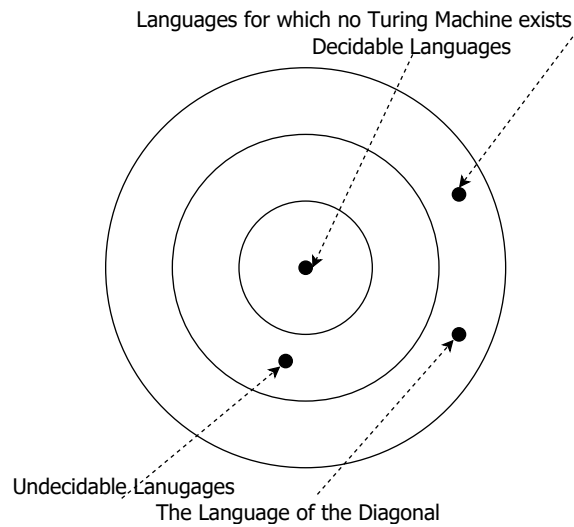 Languages for which no Turing Machine exists
Decidable Languages
Undecidable Lanugages
The Language of the Diagonal